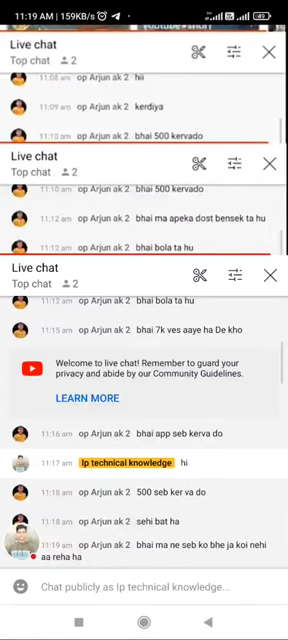 11:19 AM | 159KB/s
49
Live chat
Top chat 2
11:08 am op Arjun ak 2 hii
11:09 am op Arjun ak 2 kerdiya
11:10 am op Arjun ak 2 bhai 500 kervado
Live chat
Top chat 2
11:10 am op Arjun ak 2 bhai 500 kervado
11:12 am op Arjun ak 2 bhai ma apeka dost bensek ta hu
11:12 am op Arjun ak 2 bhai bola ta hu
Live chat
Top chat 2
11:12 am op Arjun ak 2 bhai bola ta hu
11:15 am op Arjun ak 2 bhai 7k ves aaye ha De kho
Welcome to live chat! Remember to guard your
privacy and abide by our Community Guidelines.
LEARN MORE
11:16 am op Arjun ak 2 bhai app seb kerva do
11:17 am Ip technical knowledge hi
11:18 am op Arjun ak 2 500 seb ker va do
11:18 am op Arjun ak 2 sehi bat ha
11:19 am op Arjun ak 2 bhai ma ne seb ko bhe ja koi nehi
aa reha ha
Chat publicly as Ip technical knowledge...